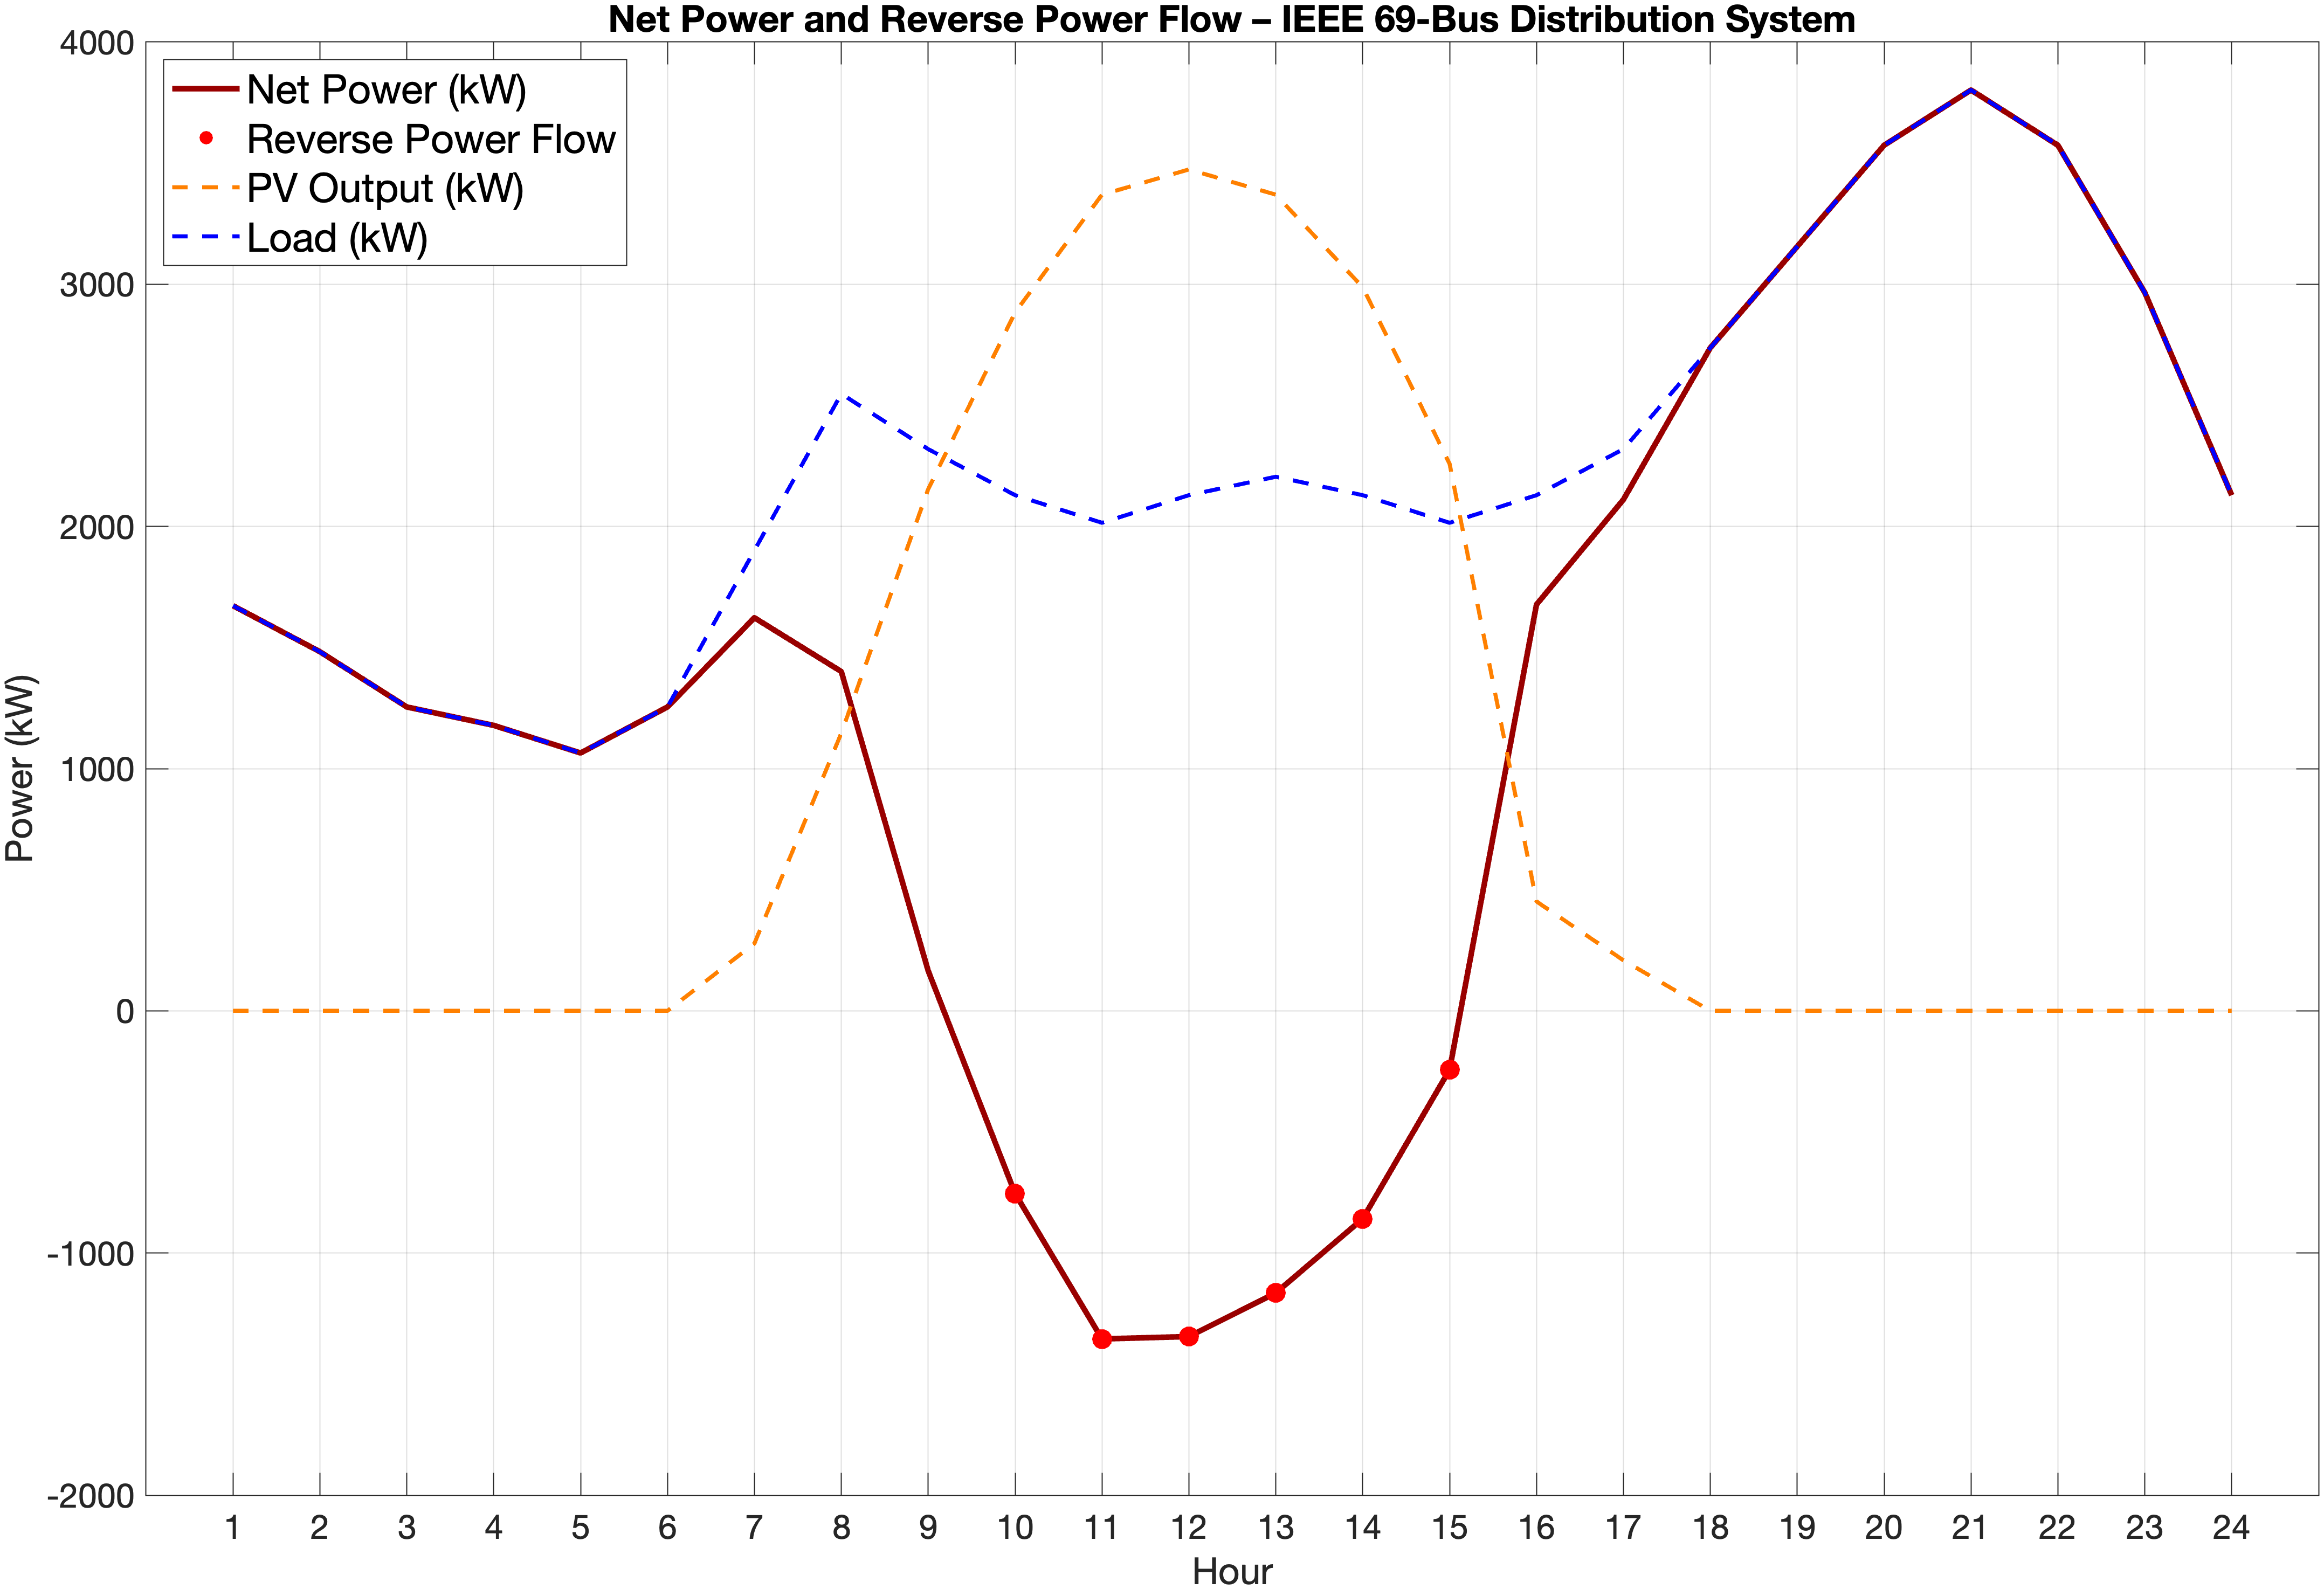 Net Power and Reverse Power Flow – IEEE 69-Bus Distribution System
Net Power (kW)
Reverse Power Flow
PV Output (kW)
Load (kW)
4000
3000
2000
1000
0
-1000
-2000
Power (kW)
1 2 3 4 5 6 7 8 9 10 11 12 13 14 15 16 17 18 19 20 21 22 23 24
Hour